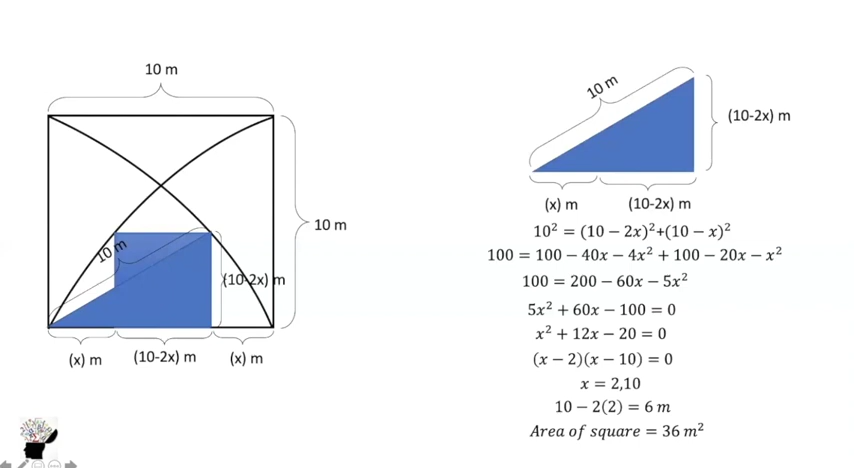 10 m
10 m
10 m
(10-2x) m
(x) m (10-2x) m (x) m
10 m
(10-2x) m
(x) m (10-2x) m
10² = (10 − 2x)²+(10 − x)²
100 = 100 − 40x − 4x² + 100 − 20x − x²
100 = 200 − 60x − 5x²
5x² + 60x − 100 = 0
x² + 12x − 20 = 0
(x − 2)(x − 10) = 0
x = 2,10
10 − 2(2) = 6 m
Area of square = 36 m²